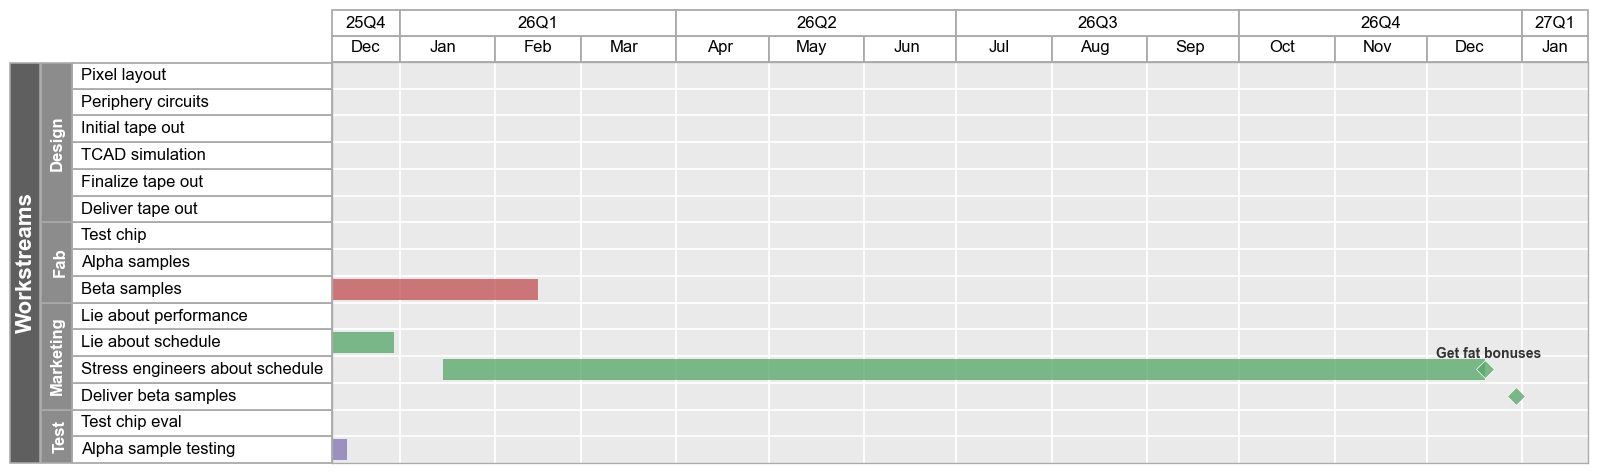 25Q4 26Q1 26Q2 26Q3 26Q4 27Q1
Dec Jan Feb Mar Apr May Jun Jul Aug Sep Oct Nov Dec Jan
Workstreams
Design
Pixel layout
Periphery circuits
Initial tape out
TCAD simulation
Finalize tape out
Deliver tape out
Fab
Test chip
Alpha samples
Beta samples
Marketing
Lie about performance
Lie about schedule
Stress engineers about schedule
Get fat bonuses
Deliver beta samples
Test
Test chip eval
Alpha sample testing